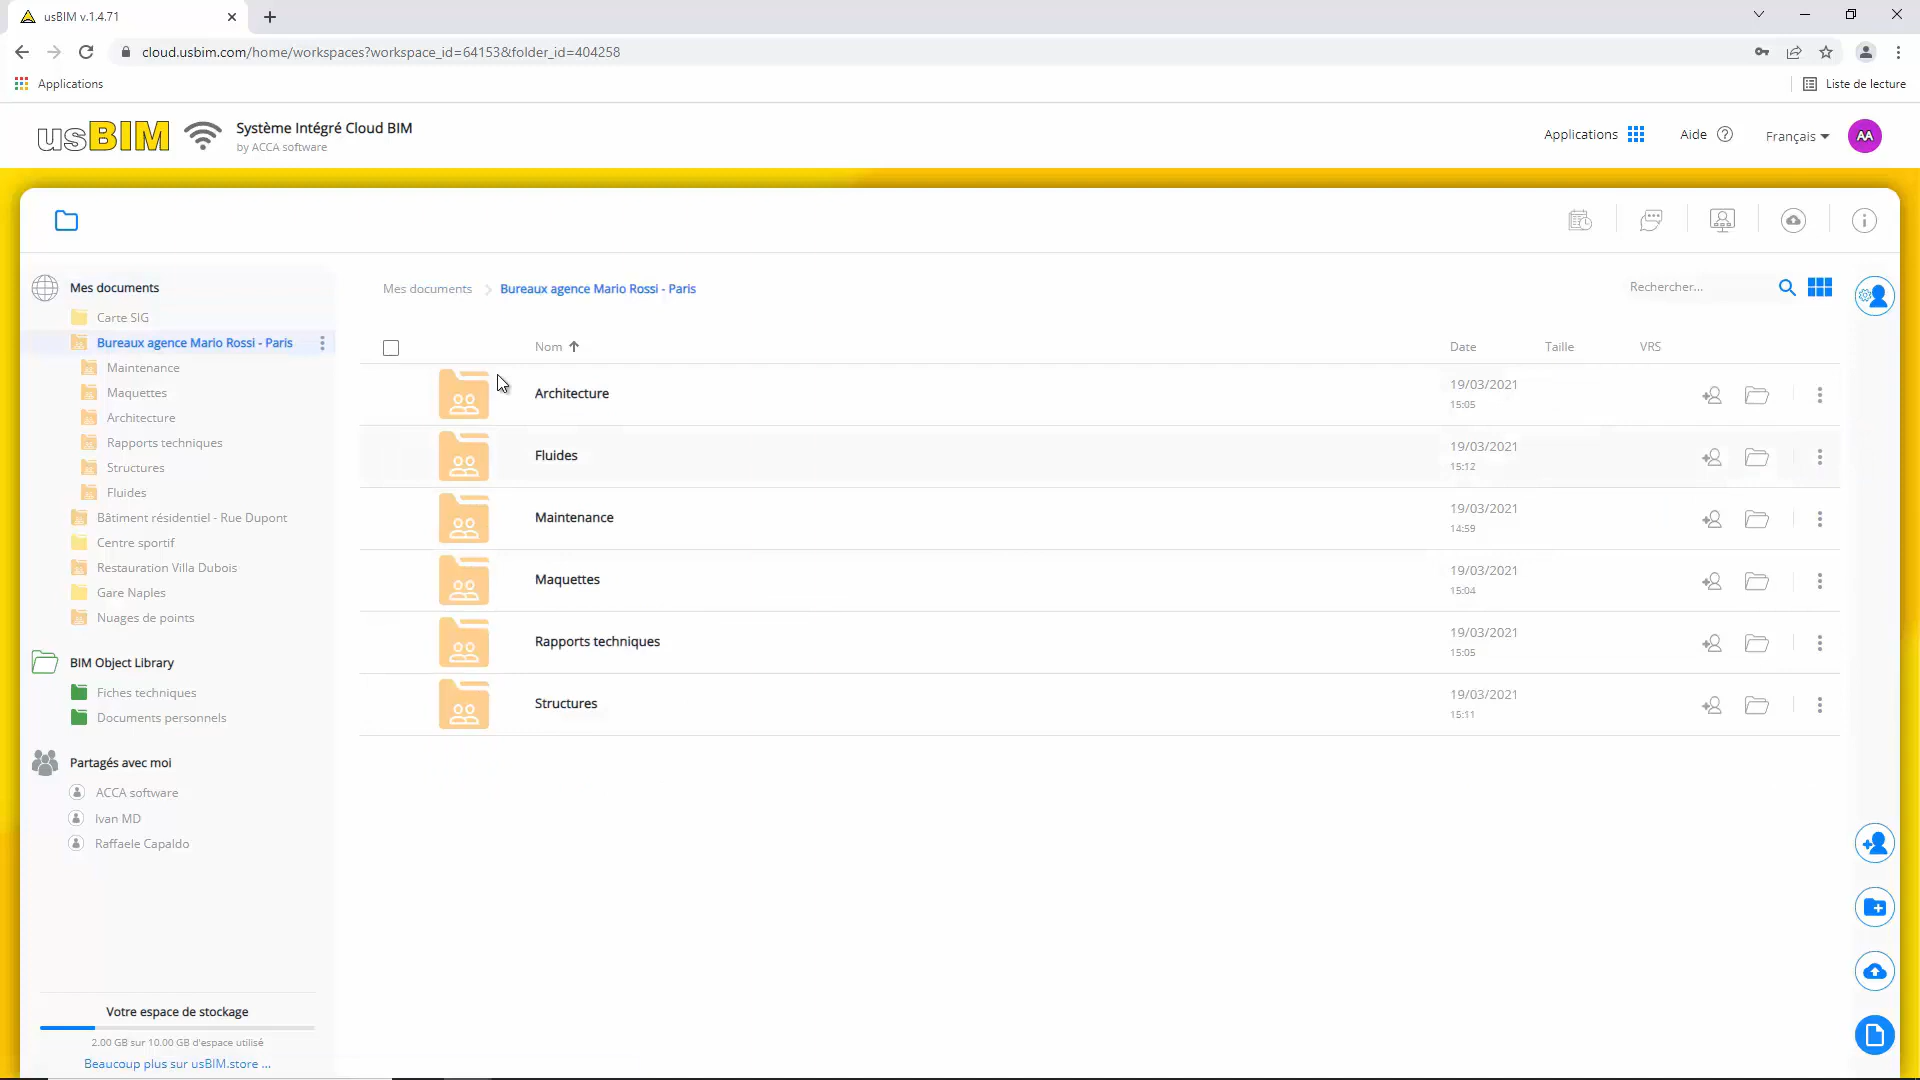 usBIM v.1.4.71
cloud.usbim.com/home/workspaces?workspace_id=64153&folder_id=404258
Applications
Liste de lecture
usBIM
Système Intégré Cloud BIM
by ACCA software
Applications
Aide
Français
AA
Mes documents
Carte SIG
Bureaux agence Mario Rossi - Paris
Maintenance
Maquettes
Architecture
Rapports techniques
Structures
Fluides
Bâtiment résidentiel - Rue Dupont
Centre sportif
Restauration Villa Dubois
Gare Naples
Nuages de points
BIM Object Library
Fiches techniques
Documents personnels
Partagés avec moi
ACCA software
Ivan MD
Raffaele Capaldo
Votre espace de stockage
2.00 GB sur 10.00 GB d'espace utilisé
Beaucoup plus sur usBIM.store ...
Mes documents > Bureaux agence Mario Rossi - Paris
Rechercher...
Nom Date Taille VRS
Architecture 19/03/2021
15:05
Fluides 19/03/2021
15:12
Maintenance 19/03/2021
14:59
Maquettes 19/03/2021
15:04
Rapports techniques 19/03/2021
15:05
Structures 19/03/2021
15:11